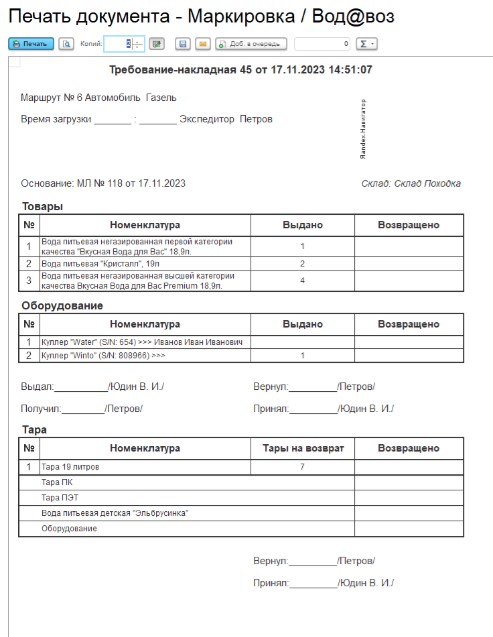 Печать документа - Маркировка / Вод@воз
Печать Копий: Доб. в очередь 0 Σ
Требование-накладная 45 от 17.11.2023 14:51:07
Маршрут № 6 Автомобиль Газель
Время загрузки _______ : _______ Экспедитор Петров
Яandex.Навигатор
Основание: МЛ № 118 от 17.11.2023 Склад: Склад Походка
Товары
№ Номенклатура Выдано Возвращено
1 Вода питьевая негазированная первой категории
качества "Вкусная Вода для Вас" 18,9л. 1
2 Вода питьевая "Кристалл", 19л 2
3 Вода питьевая негазированная высшей категории
качества Вкусная Вода для Вас Premium 18,9л. 4
Оборудование
№ Номенклатура Выдано Возвращено
1 Куллер "Water" (S/N: 654) >>> Иванов Иван Иванович
2 Куллер "Winto" (S/N: 808966) >>> 1
Выдал:__________/Юдин В. И./ Вернул:_________/Петров/
Получил:________/Петров/ Принял:_________/Юдин В. И./
Тара
№ Номенклатура Тары на возврат Возвращено
1 Тара 19 литров 7
Тара ПК
Тара ПЭТ
Вода питьевая детская "Эльбрусинка"
Оборудование
Вернул:_________/Петров/
Принял:_________/Юдин В. И./